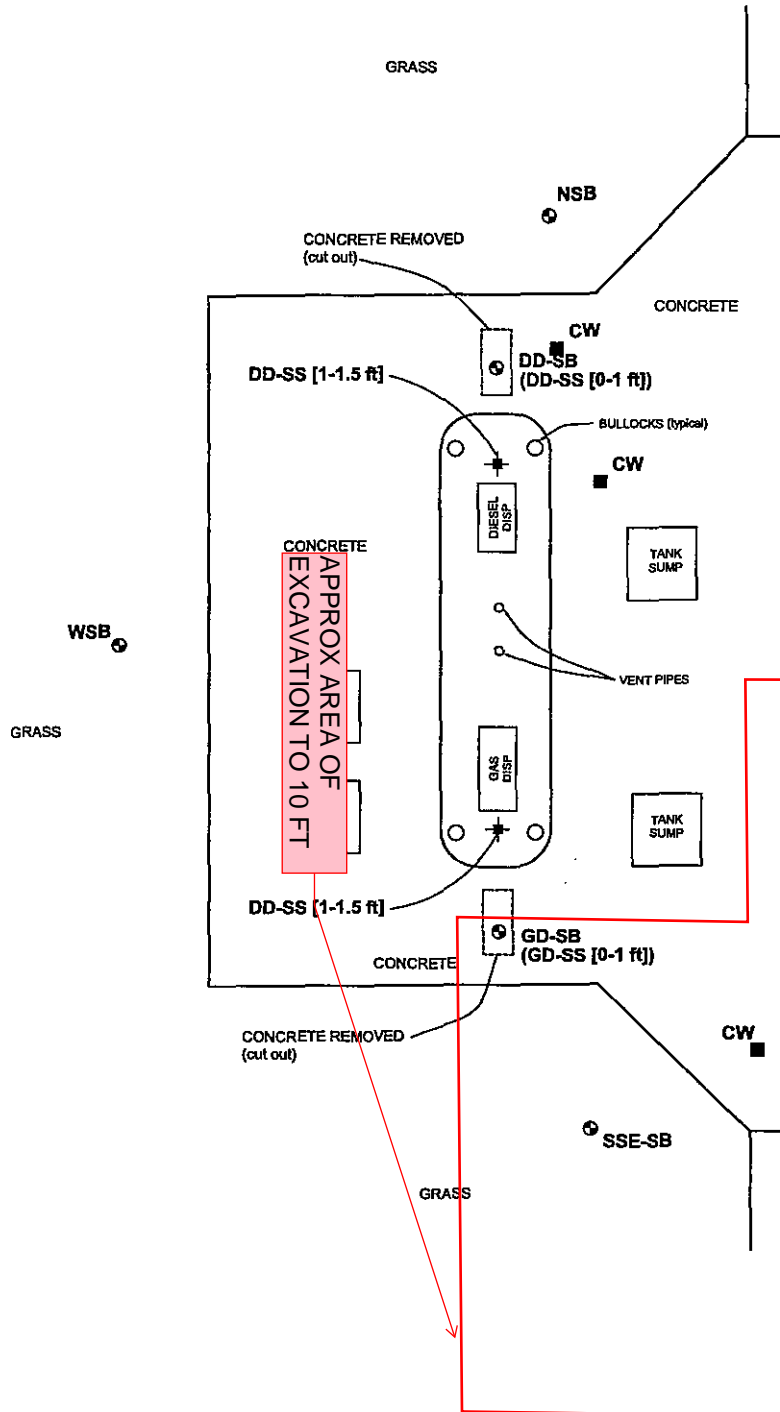 GRASS
NSB
CONCRETE REMOVED
(cut out)
CONCRETE
CW
DD-SB
(DD-SS [0-1 ft])
DD-SS [1-1.5 ft]
BULLOCKS (typical)
CW
DIESEL
DISP
TANK
SUMP
CONCRETE
APPROX AREA OF
EXCAVATION TO 10 FT
WSB
VENT PIPES
GRASS
GAS
DISP
TANK
SUMP
DD-SS [1-1.5 ft]
GD-SB
(GD-SS [0-1 ft])
CONCRETE
CONCRETE REMOVED
(cut out)
CW
SSE-SB
GRASS